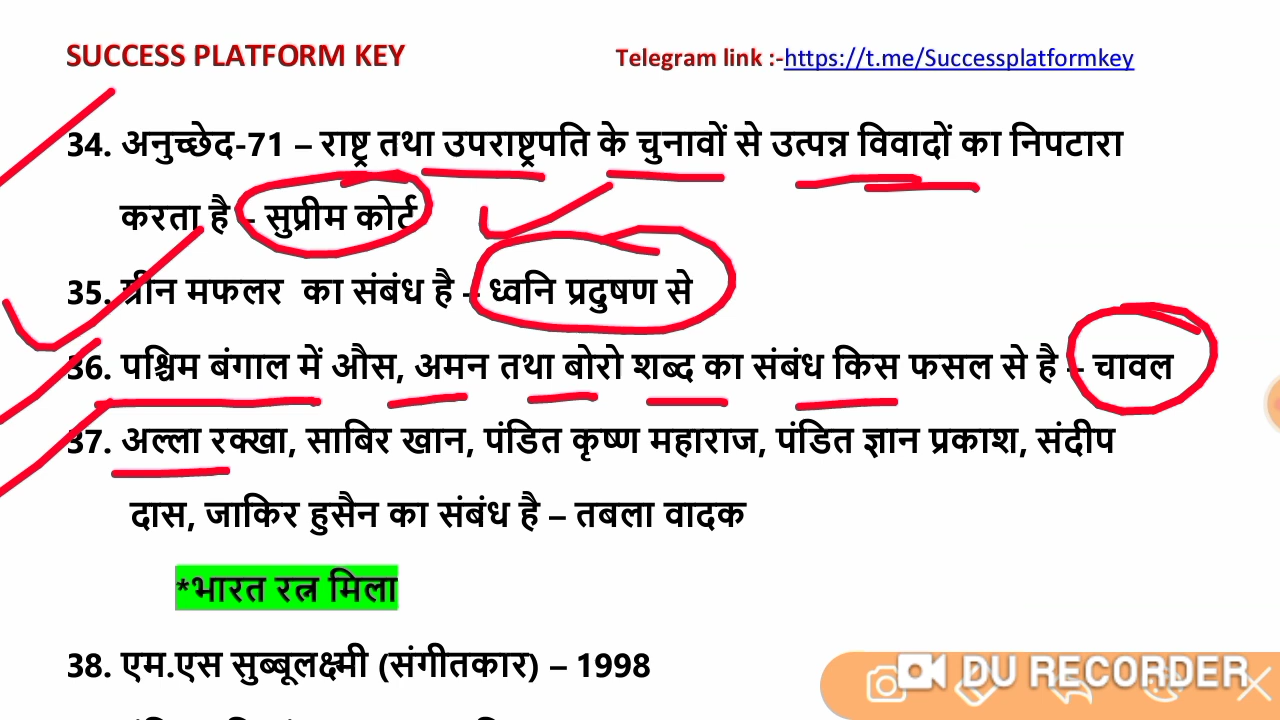 SUCCESS PLATFORM KEY Telegram link :-https://t.me/Successplatformkey
34. अनुच्छेद-71 – राष्ट्र तथा उपराष्ट्रपति के चुनावों से उत्पन्न विवादों का निपटारा
करता है – सुप्रीम कोर्ट
35. ग्रीन मफलर का संबंध है – ध्वनि प्रदुषण से
36. पश्चिम बंगाल में औस, अमन तथा बोरो शब्द का संबंध किस फसल से है – चावल
37. अल्ला रक्खा, साबिर खान, पंडित कृष्ण महाराज, पंडित ज्ञान प्रकाश, संदीप
दास, जाकिर हुसैन का संबंध है – तबला वादक
*भारत रत्न मिला
38. एम.एस सुब्बूलक्ष्मी (संगीतकार) – 1998
DU RECORDER